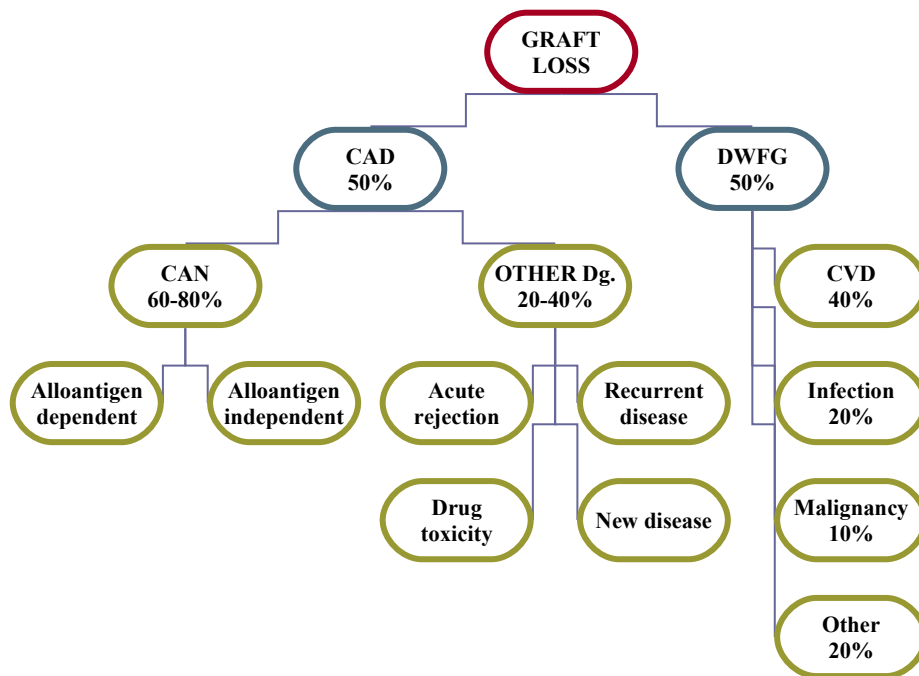 GRAFT
LOSS
CAD
50%
DWFG
50%
CAN
60-80%
OTHER Dg.
20-40%
CVD
40%
Alloantigen
dependent
Alloantigen
independent
Acute
rejection
Recurrent
disease
Infection
20%
Drug
toxicity
New disease
Malignancy
10%
Other
20%